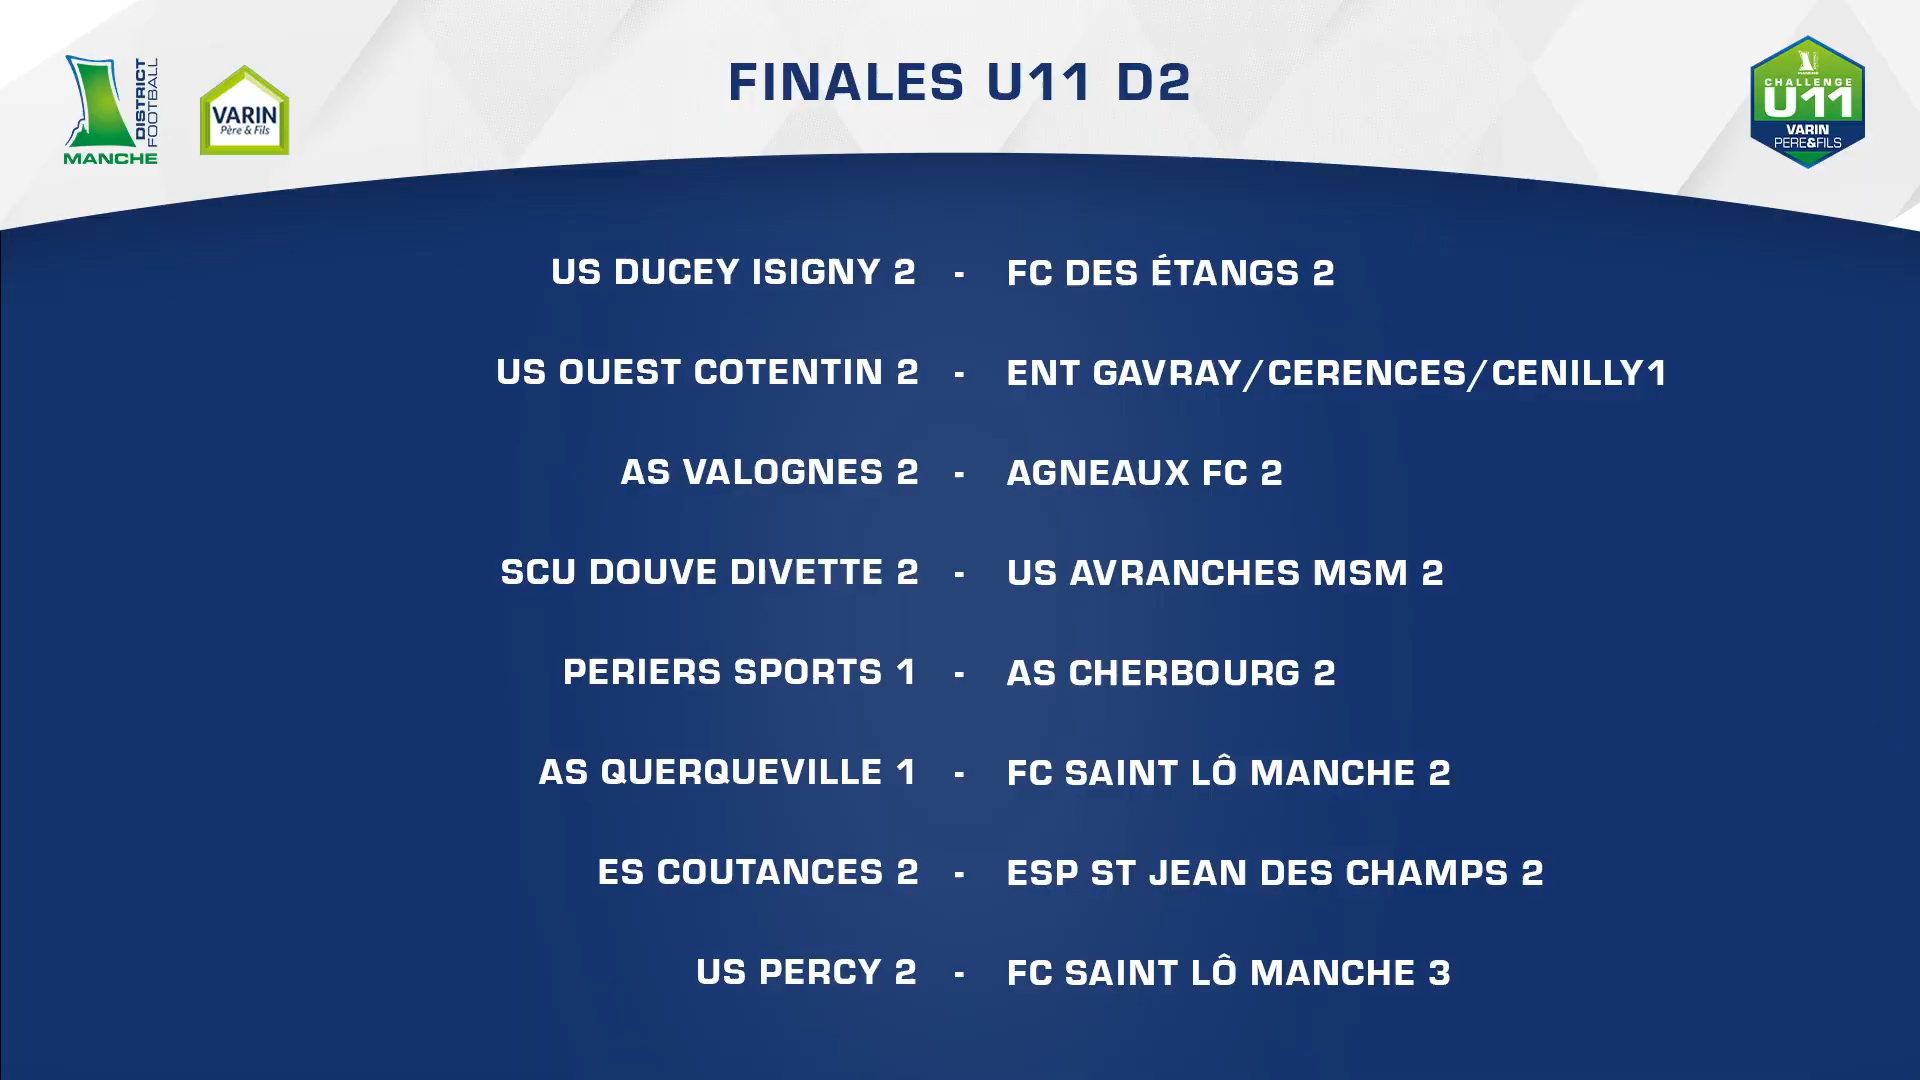 FINALES U11 D2
MANCHE
DISTRICT
FOOTBALL
VARIN
Père & Fils
MANCHE
CHALLENGE
U11
VARIN
PERE&FILS
US DUCEY ISIGNY 2 - FC DES ÉTANGS 2
US OUEST COTENTIN 2 - ENT GAVRAY/CERENCES/CENILLY1
AS VALOGNES 2 - AGNEAUX FC 2
SCU DOUVE DIVETTE 2 - US AVRANCHES MSM 2
PERIERS SPORTS 1 - AS CHERBOURG 2
AS QUERQUEVILLE 1 - FC SAINT LÔ MANCHE 2
ES COUTANCES 2 - ESP ST JEAN DES CHAMPS 2
US PERCY 2 - FC SAINT LÔ MANCHE 3